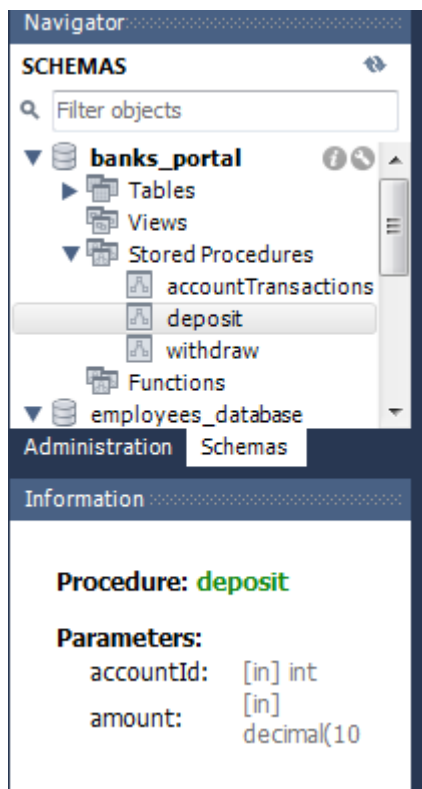 Navigator
SCHEMAS
Filter objects
banks_portal
Tables
Views
Stored Procedures
accountTransactions
deposit
withdraw
Functions
employees_database
Administration Schemas
Information
Procedure: deposit
Parameters:
accountId: [in] int
amount: [in]
decimal(10